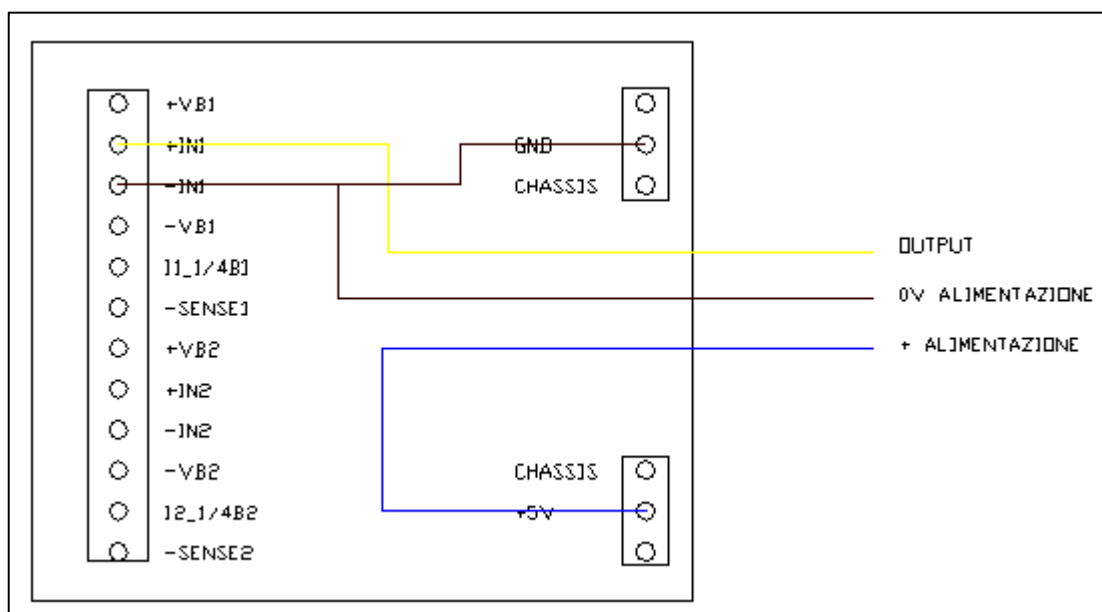 +VB1
+IN1
-IN1
-VB1
I1_1/4B1
-SENSE1
+VB2
+IN2
-IN2
-VB2
I2_1/4B2
-SENSE2
GND
CHASSIS
CHASSIS
+5V
OUTPUT
0V ALIMENTAZIONE
+ ALIMENTAZIONE